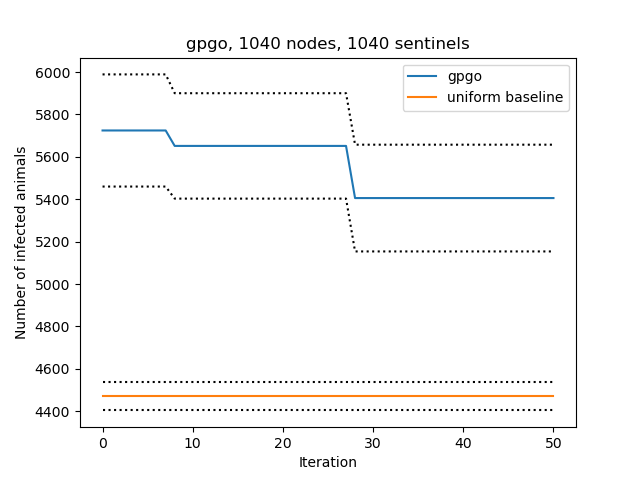 gpgo, 1040 nodes, 1040 sentinels
gpgo
uniform baseline
Number of infected animals
6000
5800
5600
5400
5200
5000
4800
4600
4400
0 10 20 30 40 50
Iteration